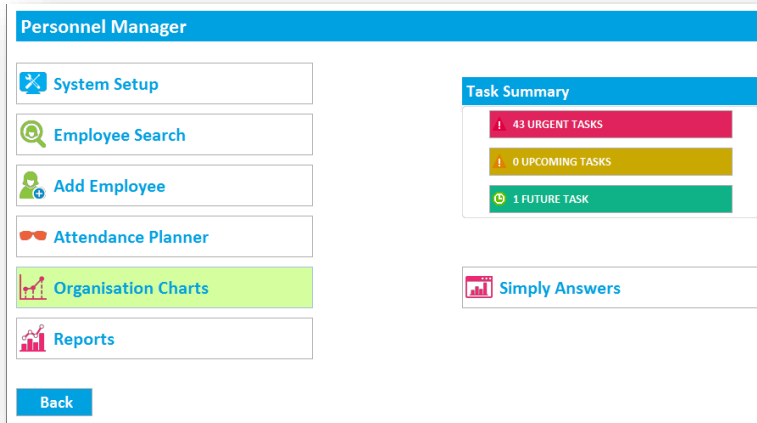 Personnel Manager
System Setup
Employee Search
Add Employee
Attendance Planner
Organisation Charts
Reports
Back
Task Summary
43 URGENT TASKS
0 UPCOMING TASKS
1 FUTURE TASK
Simply Answers